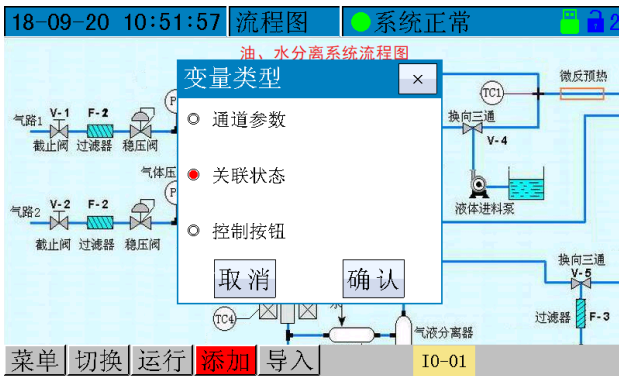 18-09-20 10:51:57 流程图 系统正常 2
油、水分离系统流程图
变量类型 ×
通道参数
关联状态
控制按钮
取消 确认
气路1 V-1 F-2
截止阀 过滤器 稳压阀
气体压
气路2 V-2 F-2
截止阀 过滤器 稳压阀
P
P
TC1
微反预热
换向三通
V-4
液体进料泵
换向三通
V-5
过滤器 F-3
TC4
气液分离器
菜单 切换 运行 添加 导入 I0-01